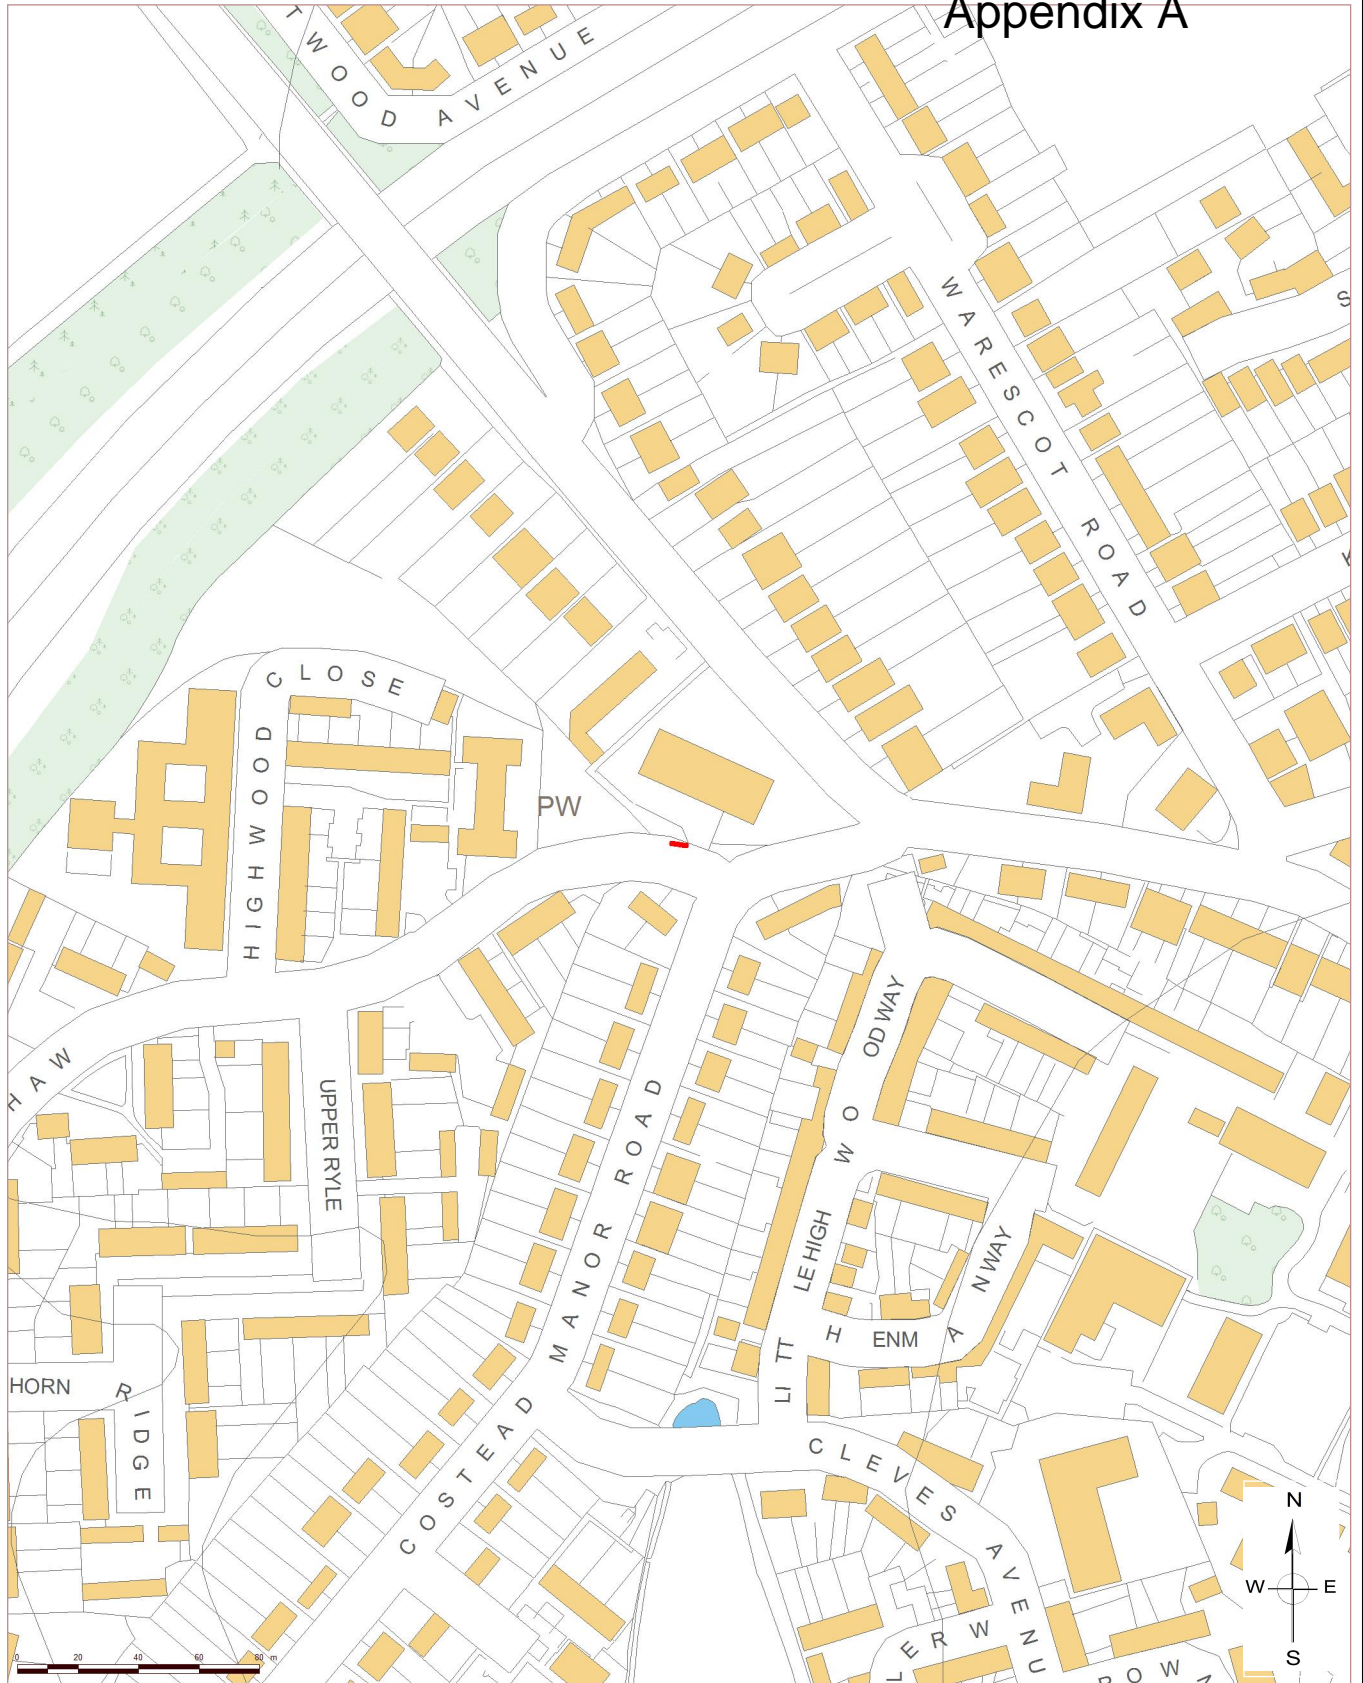 Appendix A
T WOOD AVENUE
WARESCOT ROAD
S
CLOSE
HIGHWOOD
PW
HAW
UPPER RYLE
MANOR ROAD
COSTEAD
OD WAY
WO
LE HIGH
LI TT
N WAY
H ENM A
HORN
RIDGE
CLEVES AVENU
ERW
ROW
N
W E
S
0 20 40 60 80 m